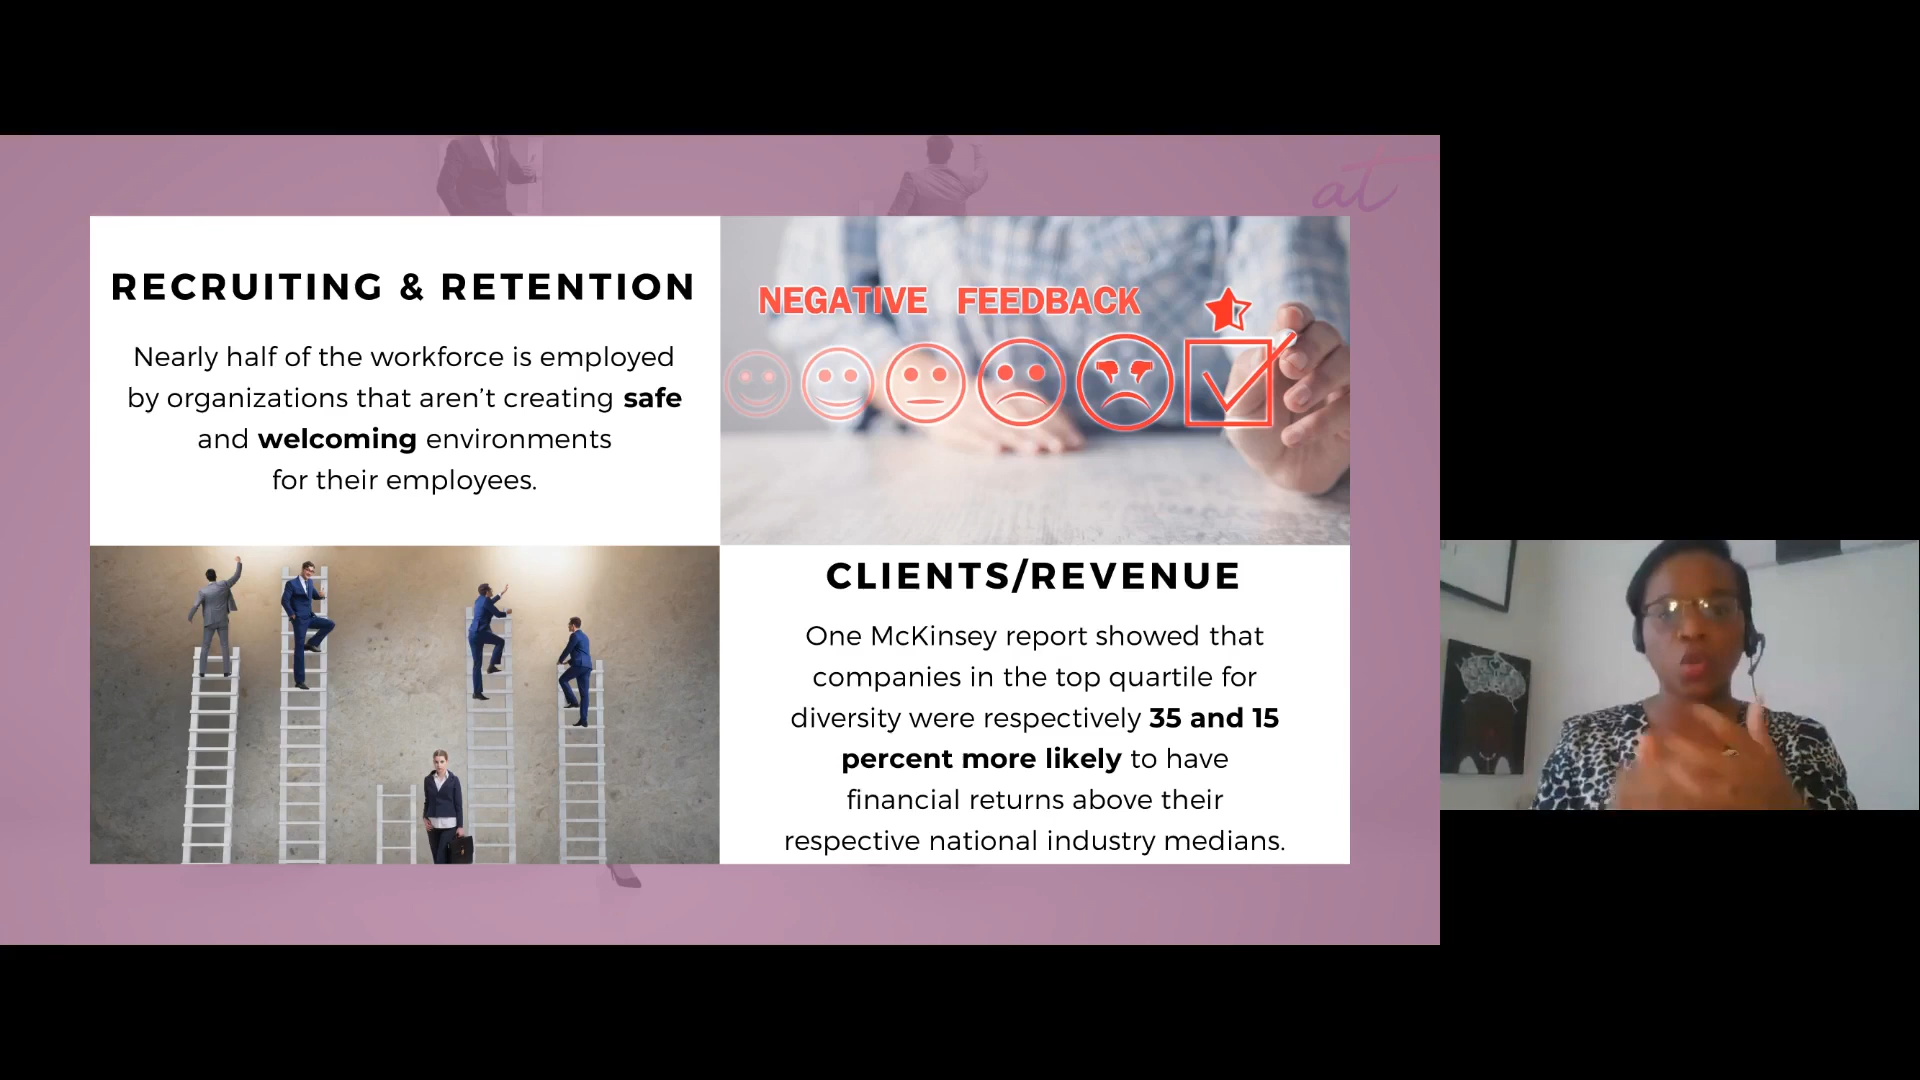 at
RECRUITING & RETENTION
Nearly half of the workforce is employed
by organizations that aren’t creating safe
and welcoming environments
for their employees.
NEGATIVE FEEDBACK
CLIENTS/REVENUE
One McKinsey report showed that
companies in the top quartile for
diversity were respectively 35 and 15
percent more likely to have
financial returns above their
respective national industry medians.